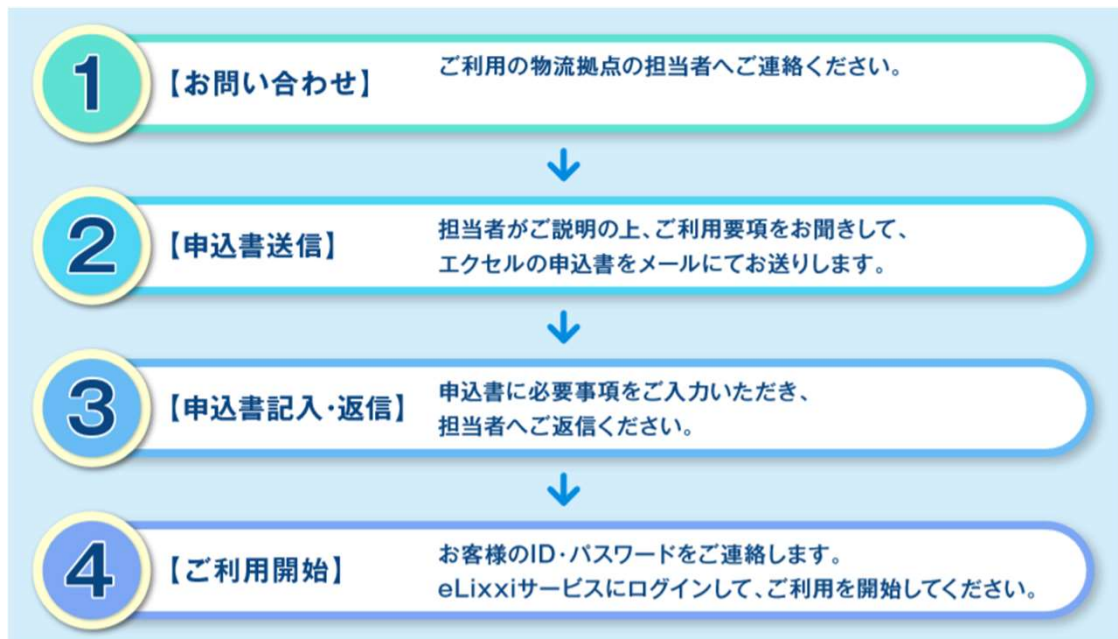 1
【お問い合わせ】
ご利用の物流拠点の担当者へご連絡ください。
2
【申込書送信】
担当者がご説明の上、ご利用要項をお聞きして、
エクセルの申込書をメールにてお送りします。
3
【申込書記入・返信】
申込書に必要事項をご入力いただき、
担当者へご返信ください。
4
【ご利用開始】
お客様のID・パスワードをご連絡します。
eLixxiサービスにログインして、ご利用を開始してください。